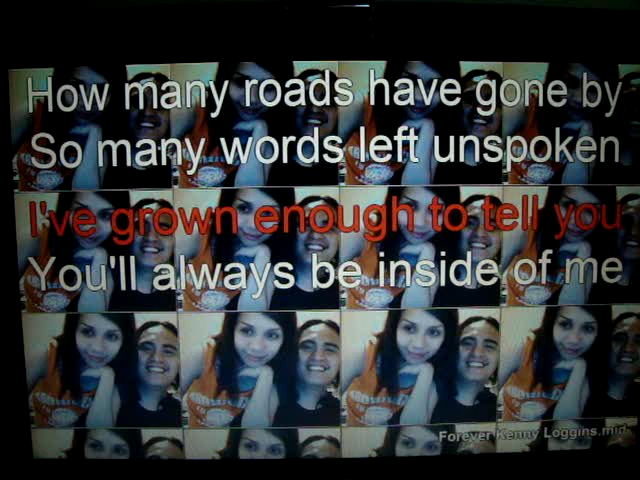 How many roads have gone by
So many words left unspoken
I've grown enough to tell you
You'll always be inside of me
Forever Kenny Loggins.mid